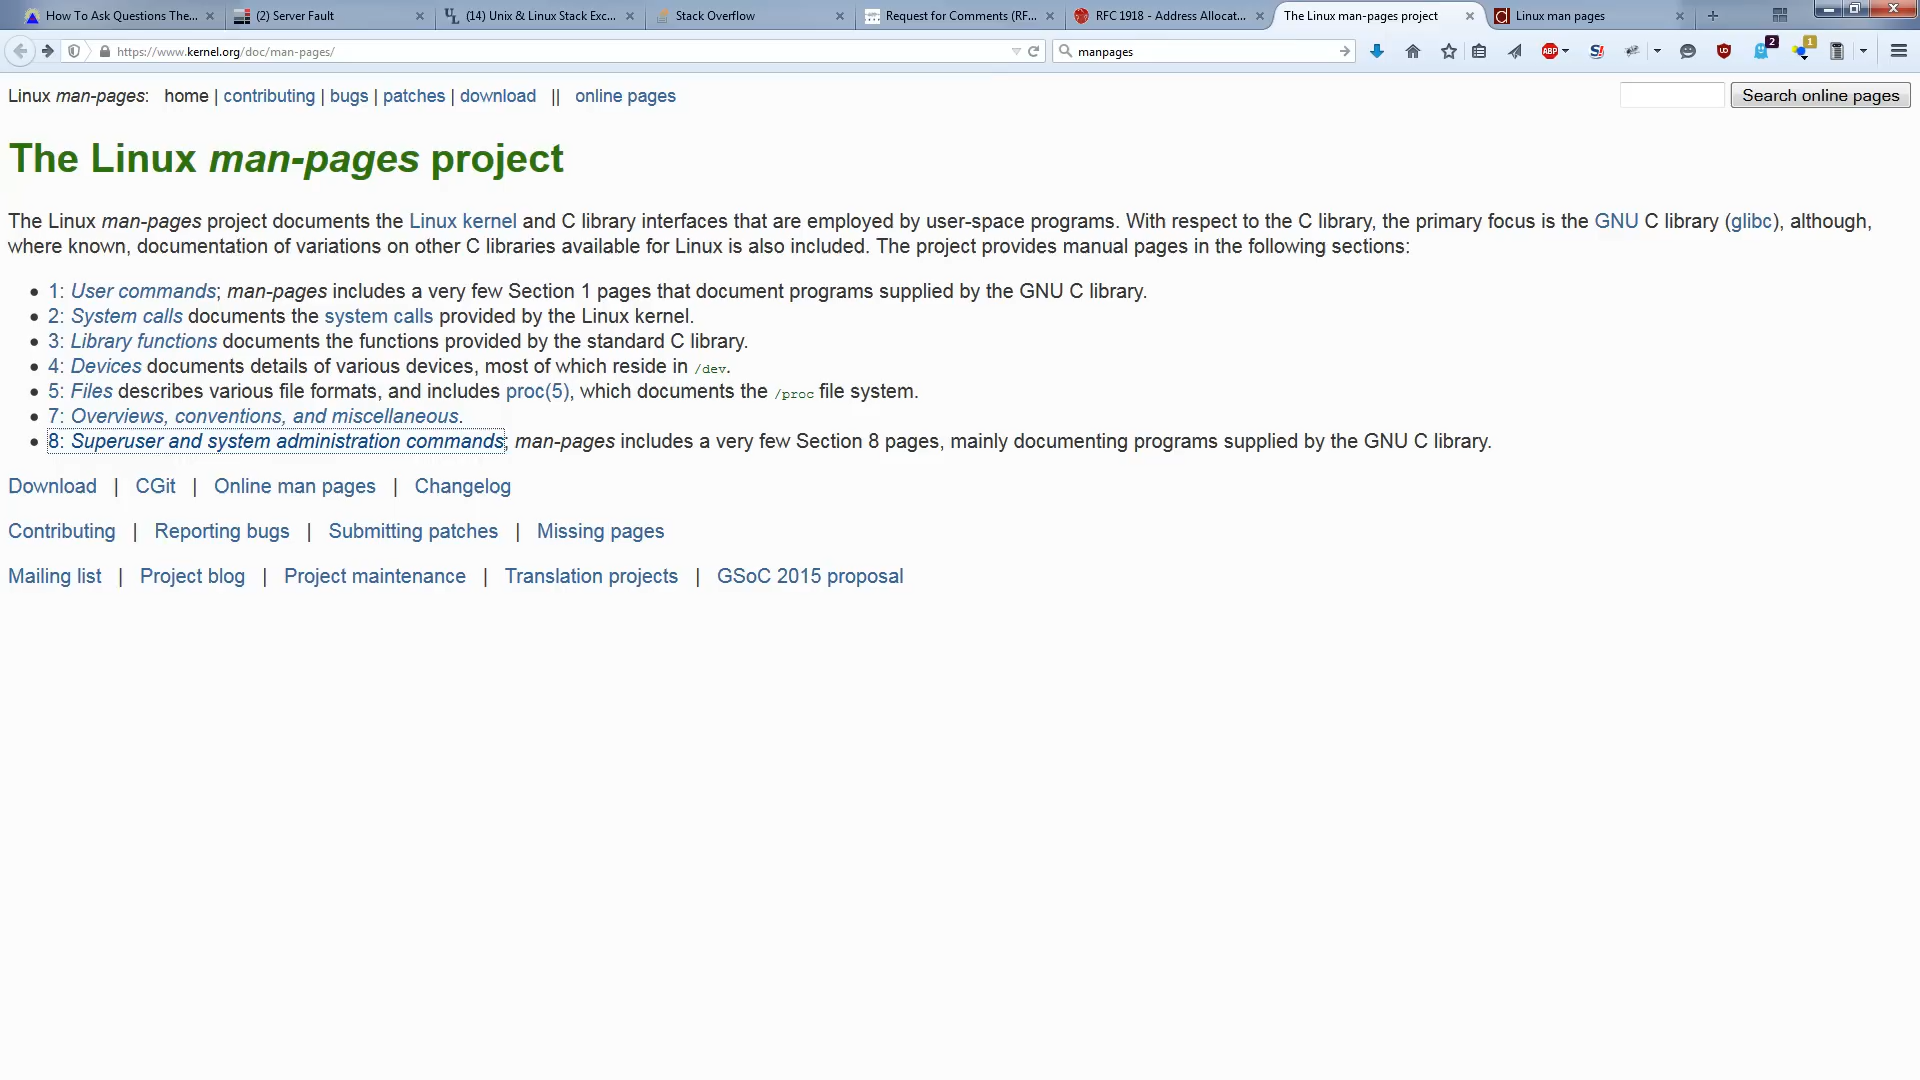 How To Ask Questions The...
(2) Server Fault
(14) Unix & Linux Stack Exc...
Stack Overflow
Request for Comments (RF...
RFC 1918 - Address Allocat...
The Linux man-pages project
Linux man pages
https://www.kernel.org/doc/man-pages/
manpages
ABP
S!
2
1
Linux man-pages: home | contributing | bugs | patches | download || online pages
Search online pages
The Linux man-pages project
The Linux man-pages project documents the Linux kernel and C library interfaces that are employed by user-space programs. With respect to the C library, the primary focus is the GNU C library (glibc), although,
where known, documentation of variations on other C libraries available for Linux is also included. The project provides manual pages in the following sections:
• 1: User commands; man-pages includes a very few Section 1 pages that document programs supplied by the GNU C library.
• 2: System calls documents the system calls provided by the Linux kernel.
• 3: Library functions documents the functions provided by the standard C library.
• 4: Devices documents details of various devices, most of which reside in /dev.
• 5: Files describes various file formats, and includes proc(5), which documents the /proc file system.
• 7: Overviews, conventions, and miscellaneous.
• 8: Superuser and system administration commands; man-pages includes a very few Section 8 pages, mainly documenting programs supplied by the GNU C library.
Download | CGit | Online man pages | Changelog
Contributing | Reporting bugs | Submitting patches | Missing pages
Mailing list | Project blog | Project maintenance | Translation projects | GSoC 2015 proposal